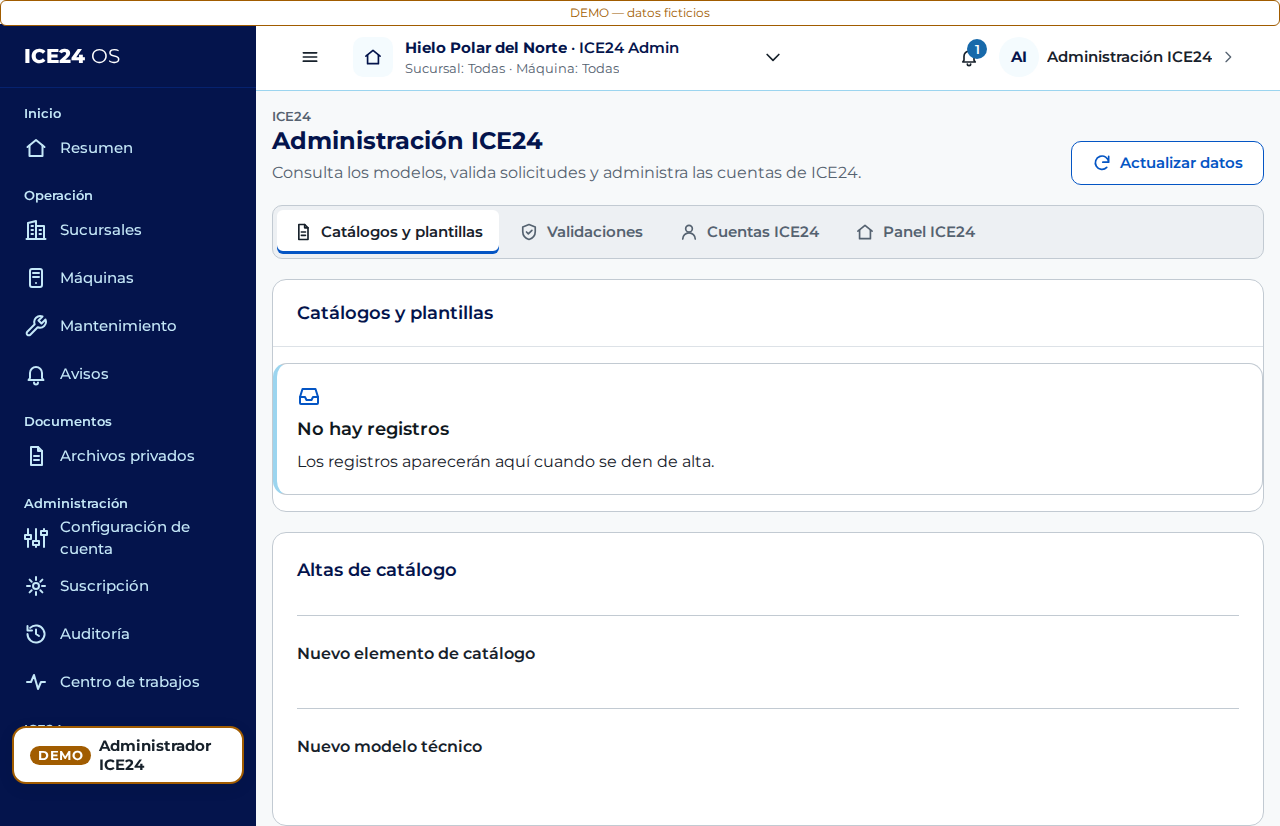 DEMO — datos ficticios
ICE24 OS
Hielo Polar del Norte · ICE24 Admin
Sucursal: Todas · Máquina: Todas
1
AI
Administración ICE24
Inicio
Resumen
Operación
Sucursales
Máquinas
Mantenimiento
Avisos
Documentos
Archivos privados
Administración
Configuración de
cuenta
Suscripción
Auditoría
Centro de trabajos
DEMO
Administrador
ICE24
ICE24
Administración ICE24
Consulta los modelos, valida solicitudes y administra las cuentas de ICE24.
Actualizar datos
Catálogos y plantillas
Validaciones
Cuentas ICE24
Panel ICE24
Catálogos y plantillas
No hay registros
Los registros aparecerán aquí cuando se den de alta.
Altas de catálogo
Nuevo elemento de catálogo
Nuevo modelo técnico